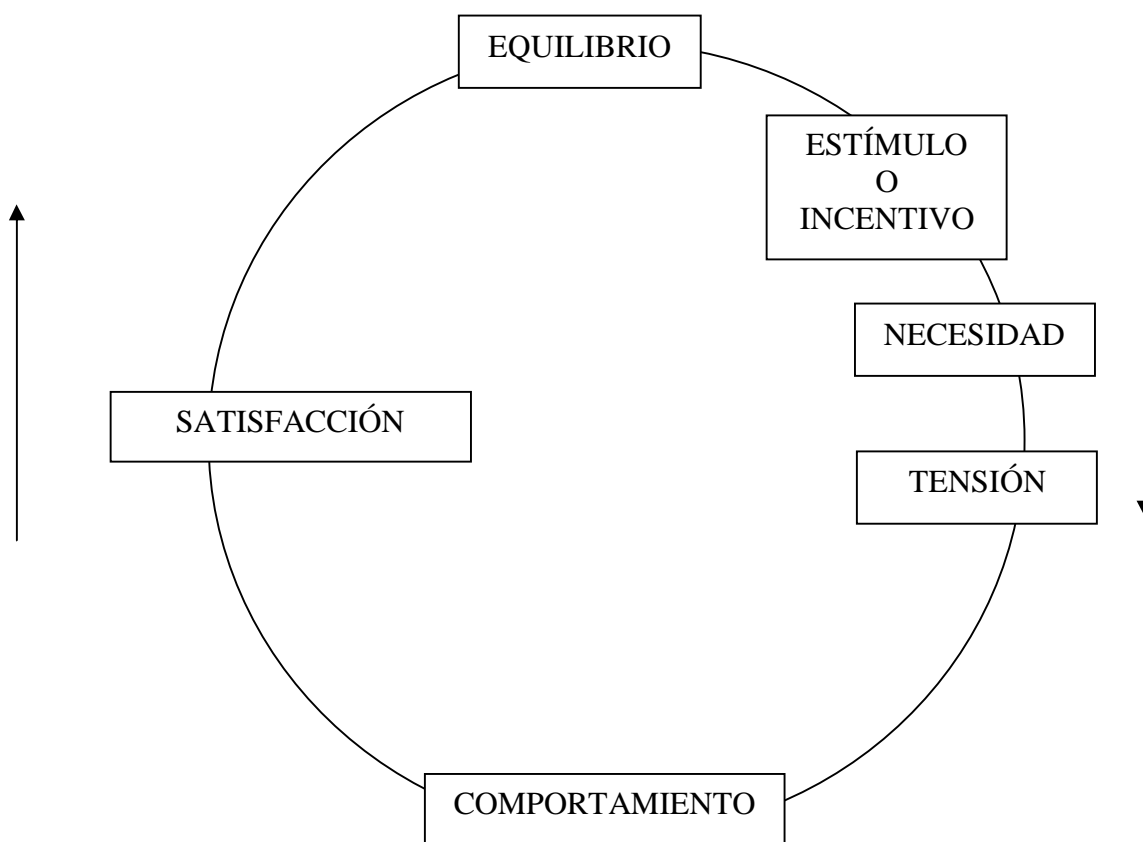 EQUILIBRIO
ESTÍMULO
O
INCENTIVO
NECESIDAD
TENSIÓN
SATISFACCIÓN
COMPORTAMIENTO